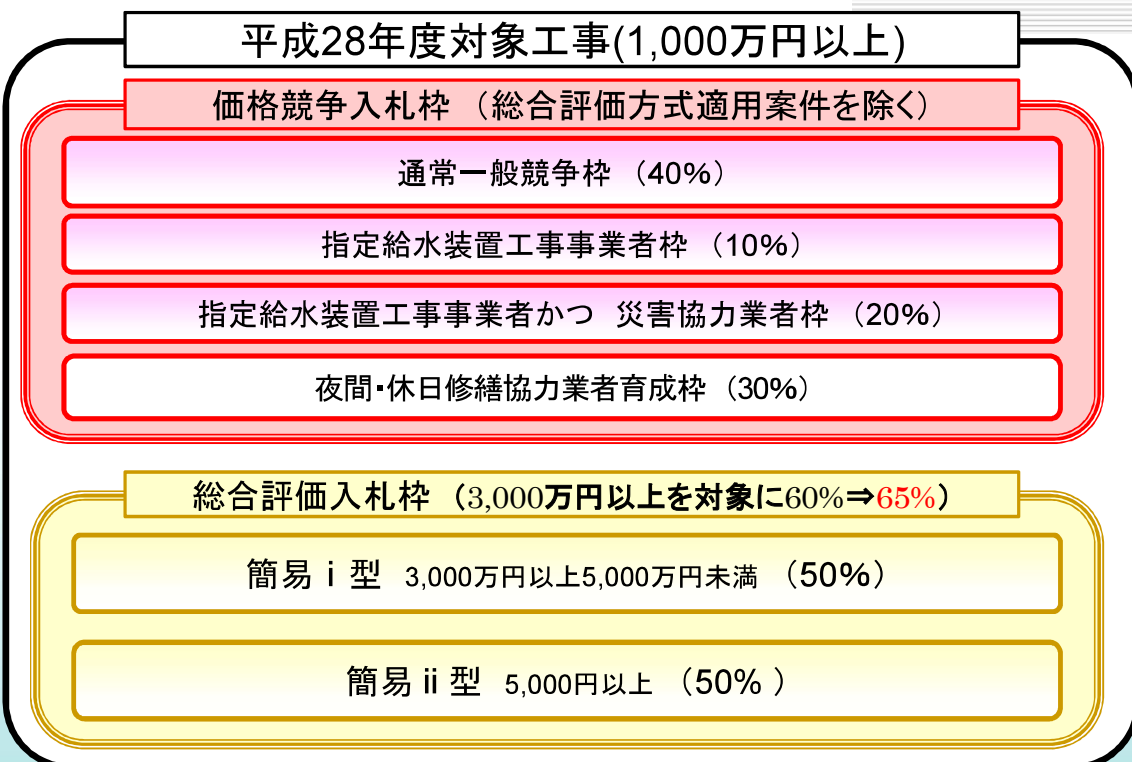 平成28年度対象工事(1,000万円以上)
価格競争入札枠 （総合評価方式適用案件を除く）
通常一般競争枠 （40%）
指定給水装置工事事業者枠 （10%）
指定給水装置工事事業者かつ 災害協力業者枠 （20%）
夜間・休日修繕協力業者育成枠 （30%）
総合評価入札枠 （3,000万円以上を対象に60%⇒65%）
簡易ⅰ型 3,000万円以上5,000万円未満 （50%）
簡易ⅱ型 5,000円以上 （50% ）